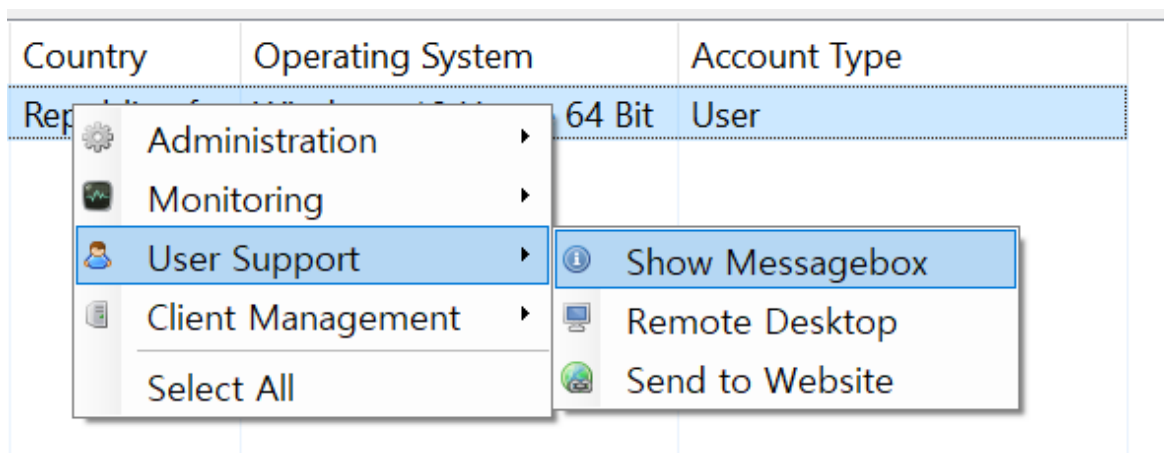 Country Operating System Account Type
64 Bit User
Administration
Monitoring
User Support
Show Messagebox
Client Management
Remote Desktop
Send to Website
Select All